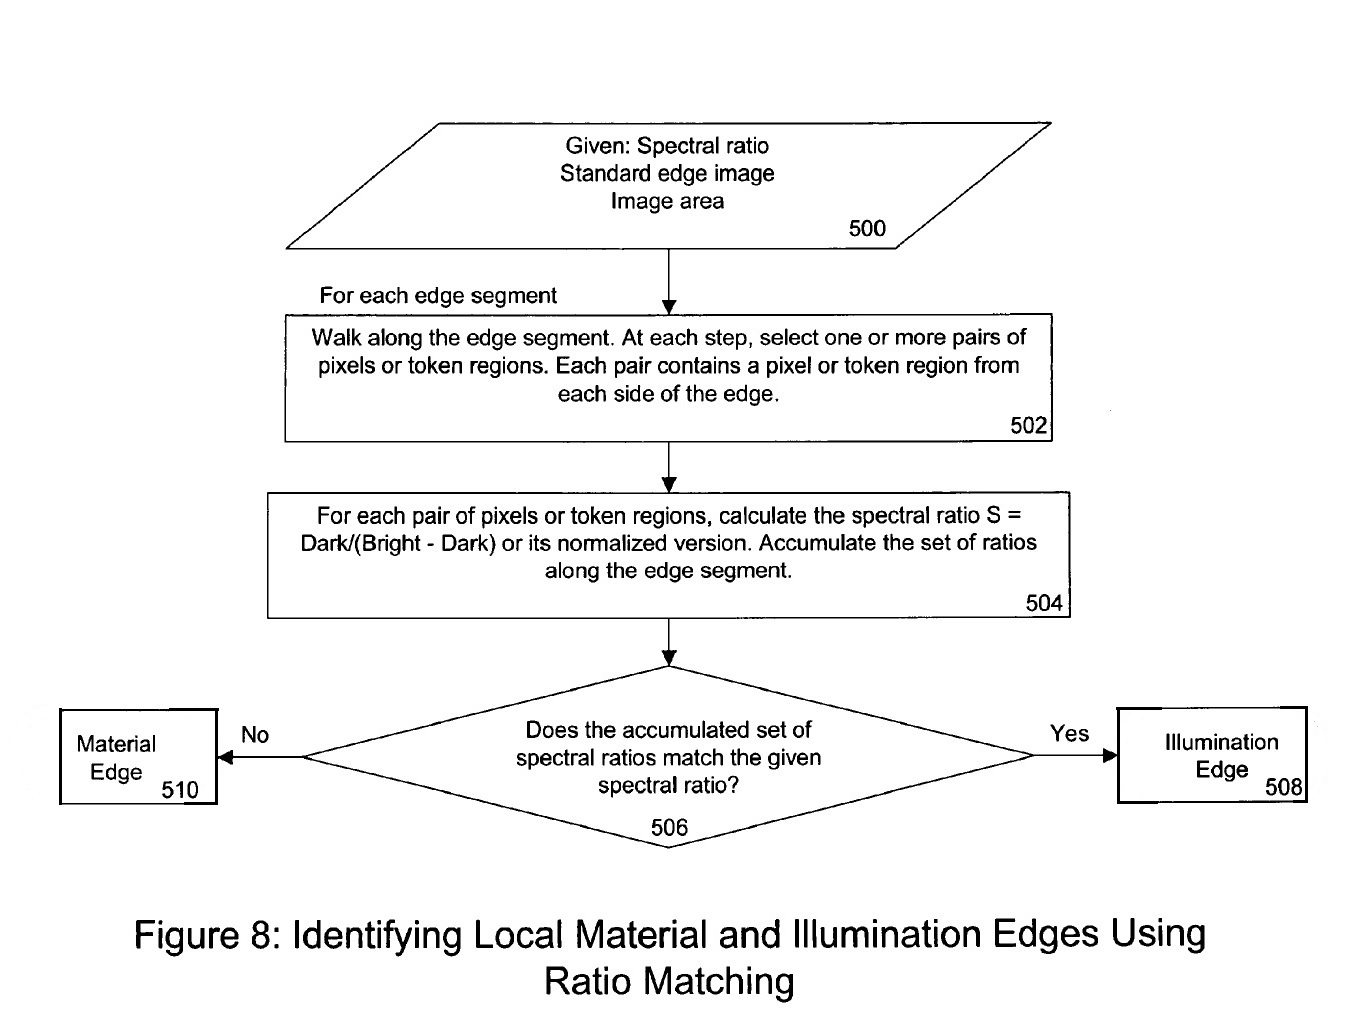 Given: Spectral ratio
Standard edge image
Image area
500
For each edge segment
Walk along the edge segment. At each step, select one or more pairs of
pixels or token regions. Each pair contains a pixel or token region from
each side of the edge.
502
For each pair of pixels or token regions, calculate the spectral ratio S =
Dark/(Bright - Dark) or its normalized version. Accumulate the set of ratios
along the edge segment.
504
Does the accumulated set of
spectral ratios match the given
spectral ratio?
506
No
Material
Edge
510
Yes
Illumination
Edge
508
Figure 8: Identifying Local Material and Illumination Edges Using
Ratio Matching